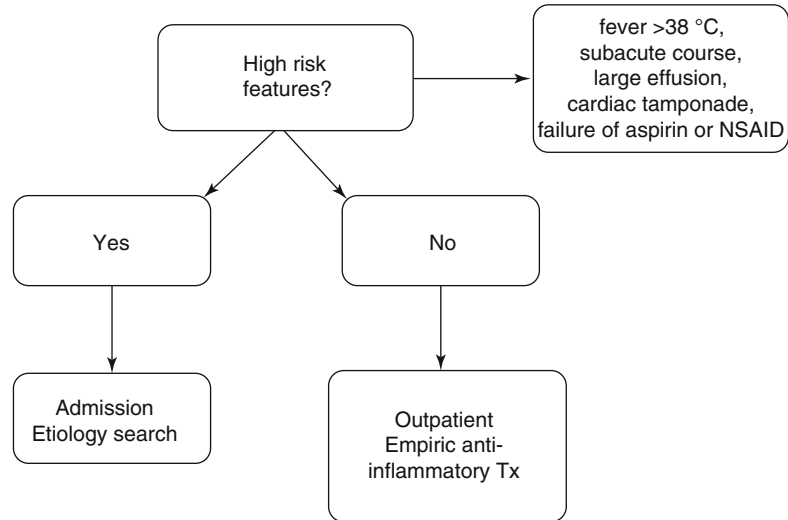 High risk
features?
fever >38 °C,
subacute course,
large effusion,
cardiac tamponade,
failure of aspirin or NSAID
Yes
No
Admission
Etiology search
Outpatient
Empiric anti-
inflammatory Tx